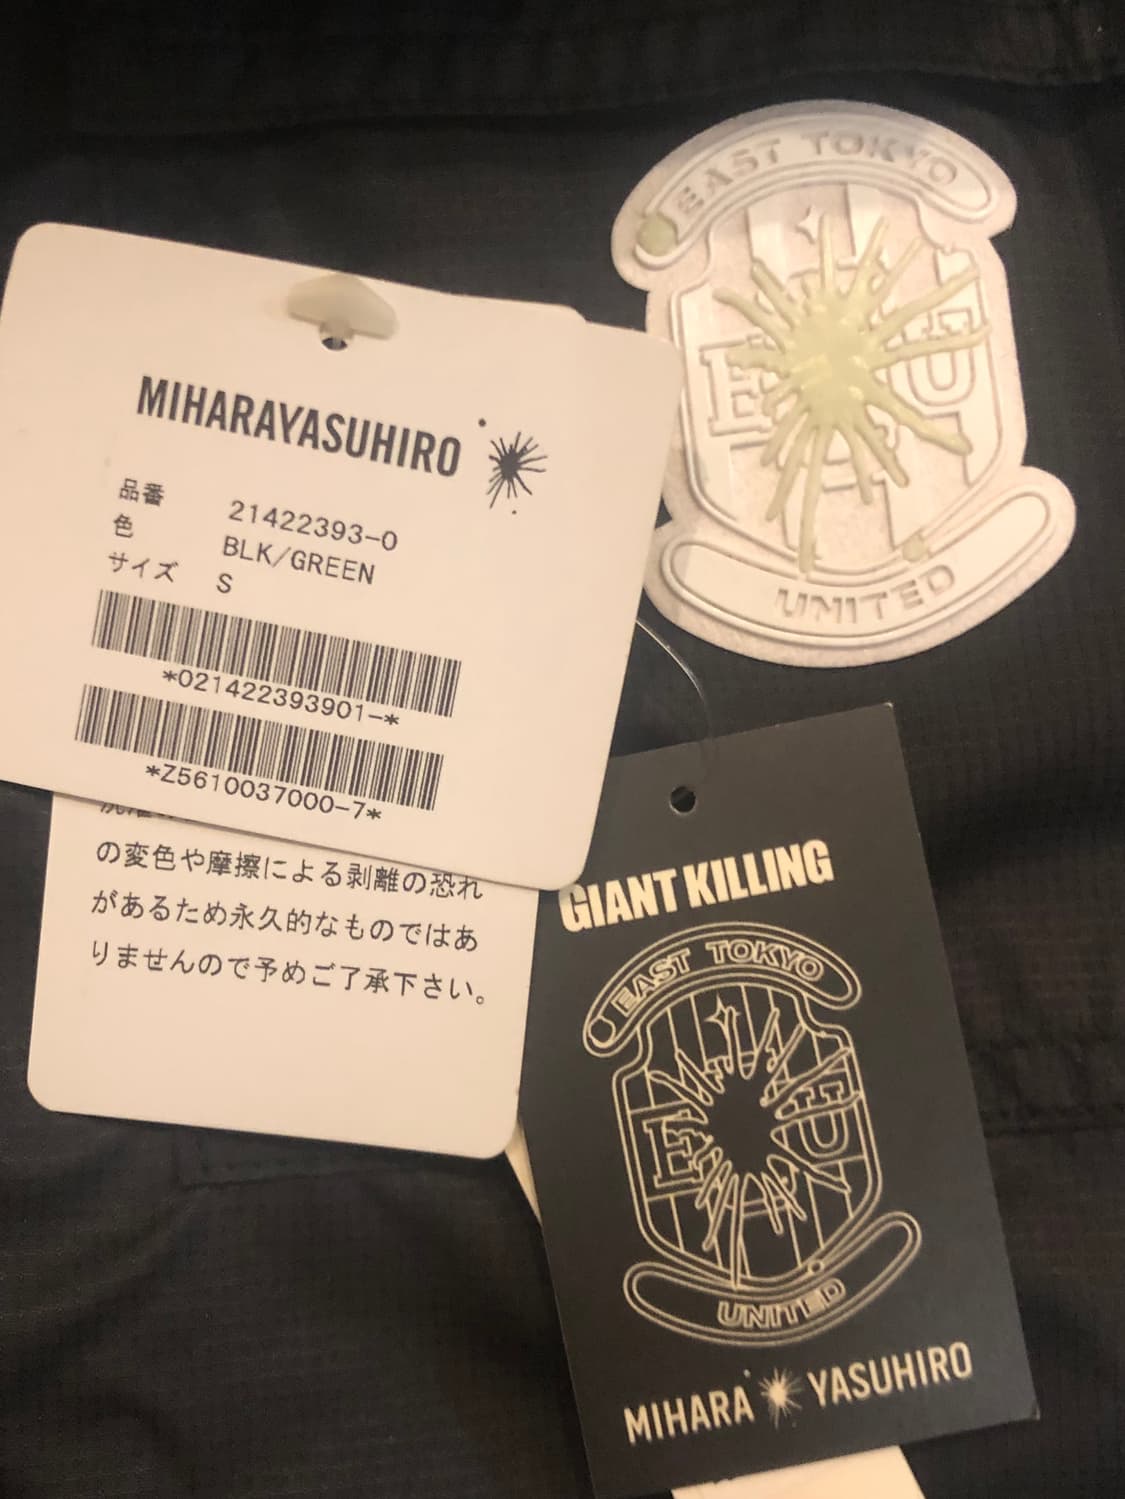 EAST TOKYO
E U
UNITED
MIHARAYASUHIRO
品番 21422393-0
色 BLK/GREEN
サイズ S
*021422393901-*
*Z5610037000-7*
の変色や摩擦による剥離の恐れ
があるため永久的なものではあ
りませんので予めご了承下さい。
GIANT KILLING
EAST TOKYO
E U
UNITED
MIHARA YASUHIRO